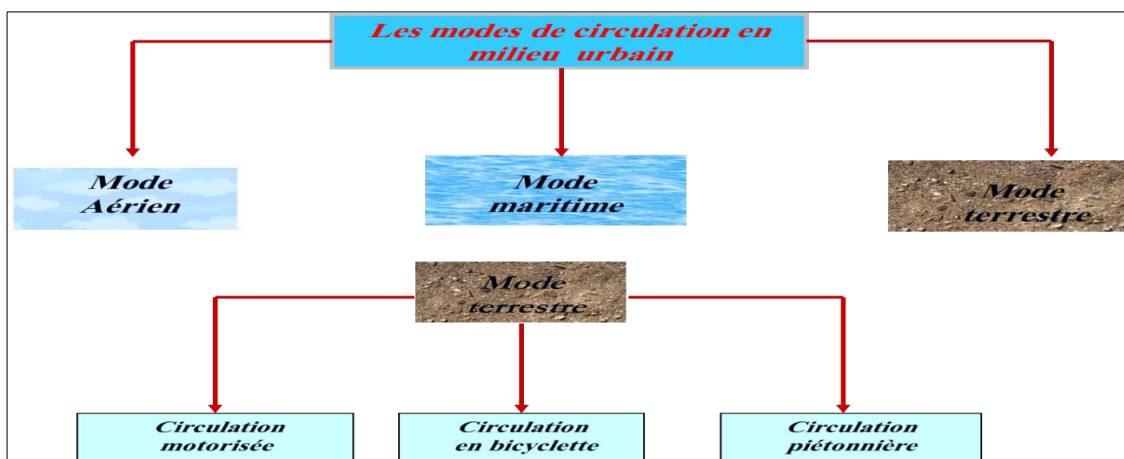 Les modes de circulation en
milieu urbain
Mode
Aérien
Mode
maritime
Mode
terrestre
Mode
terrestre
Circulation
motorisée
Circulation
en bicyclette
Circulation
piétonnière